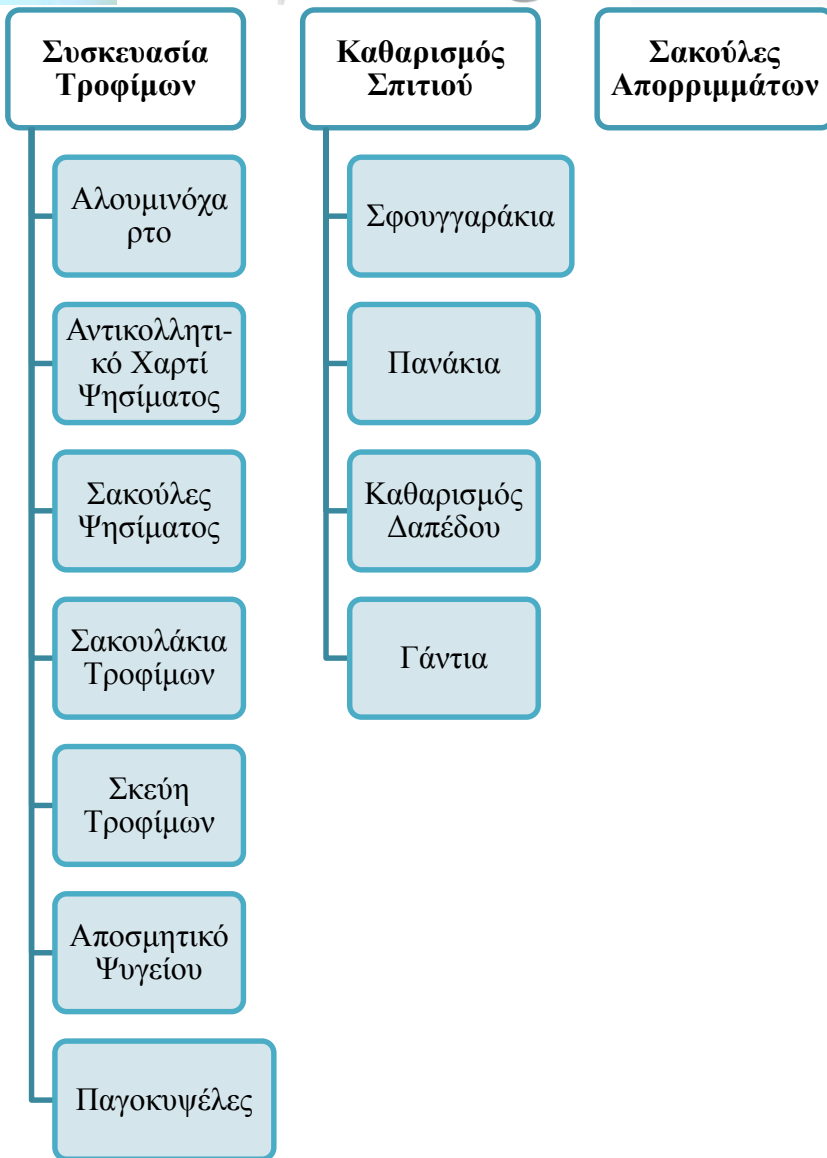 Συσκευασία
Τροφίμων
Αλουμινόχα
ρτο
Αντικολλητι-
κό Χαρτί
Ψησίματος
Σακούλες
Ψησίματος
Σακουλάκια
Τροφίμων
Σκεύη
Τροφίμων
Αποσμητικό
Ψυγείου
Παγοκυψέλες
Καθαρισμός
Σπιτιού
Σφουγγαράκια
Πανάκια
Καθαρισμός
Δαπέδου
Γάντια
Σακούλες
Απορριμμάτων